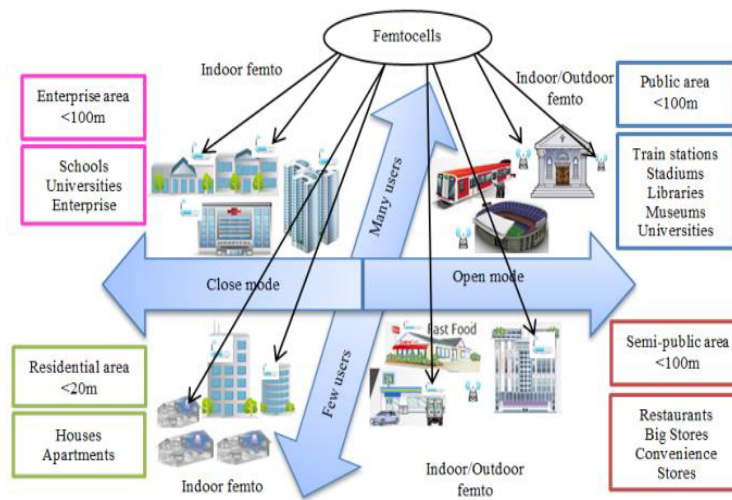 Femtocells
Indoor femto
Indoor/Outdoor
femto
Enterprise area
<100m
Schools
Universities
Enterprise
Public area
<100m
Train stations
Stadiums
Libraries
Museums
Universities
Many users
Close mode
Open mode
Few users
Residential area
<20m
Houses
Apartments
Fast Food
Semi-public area
<100m
Restaurants
Big Stores
Convenience
Stores
Indoor femto
Indoor/Outdoor
femto